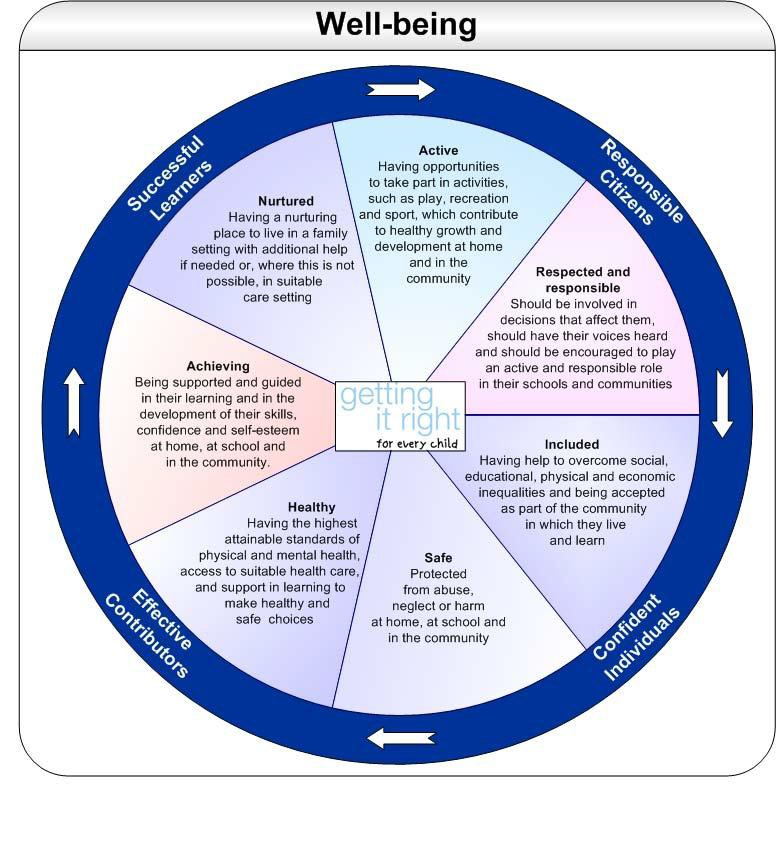 Well-being
Successful
Learners
Responsible
Citizens
Active
Having opportunities
to take part in activities,
such as play, recreation
and sport, which contribute
to healthy growth and
development at home
and in the
community
Nurtured
Having a nurturing
place to live in a family
setting with additional help
if needed or, where this is not
possible, in suitable
care setting
Respected and
responsible
Should be involved in
decisions that affect them,
should have their voices heard
and should be encouraged to play
an active and responsible role
in their schools and communities
Achieving
Being supported and guided
in their learning and in the
development of their skills,
confidence and self-esteem
at home, at school and
in the community.
getting
it right
for every child
Included
Having help to overcome social,
educational, physical and economic
inequalities and being accepted
as part of the community
in which they live
and learn
Healthy
Having the highest
attainable standards of
physical and mental health,
access to suitable health care,
and support in learning to
make healthy and
safe choices
Safe
Protected
from abuse,
neglect or harm
at home, at school and
in the community
Effective
Contributors
Confident
Individuals